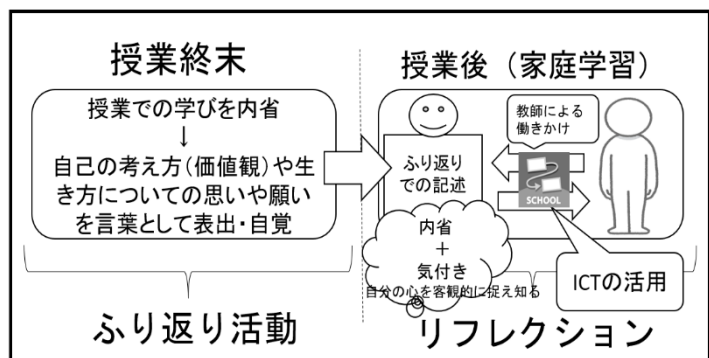 授業終末
授業での学びを内省
↓
自己の考え方(価値観)や生
き方についての思いや願い
を言葉として表出・自覚
ふり返り活動
授業後（家庭学習）
教師による
働きかけ
ふり返り
での記述
SCHOOL
内省
＋
気付き
自分の心を客観的に捉え知る
ICTの活用
リフレクション